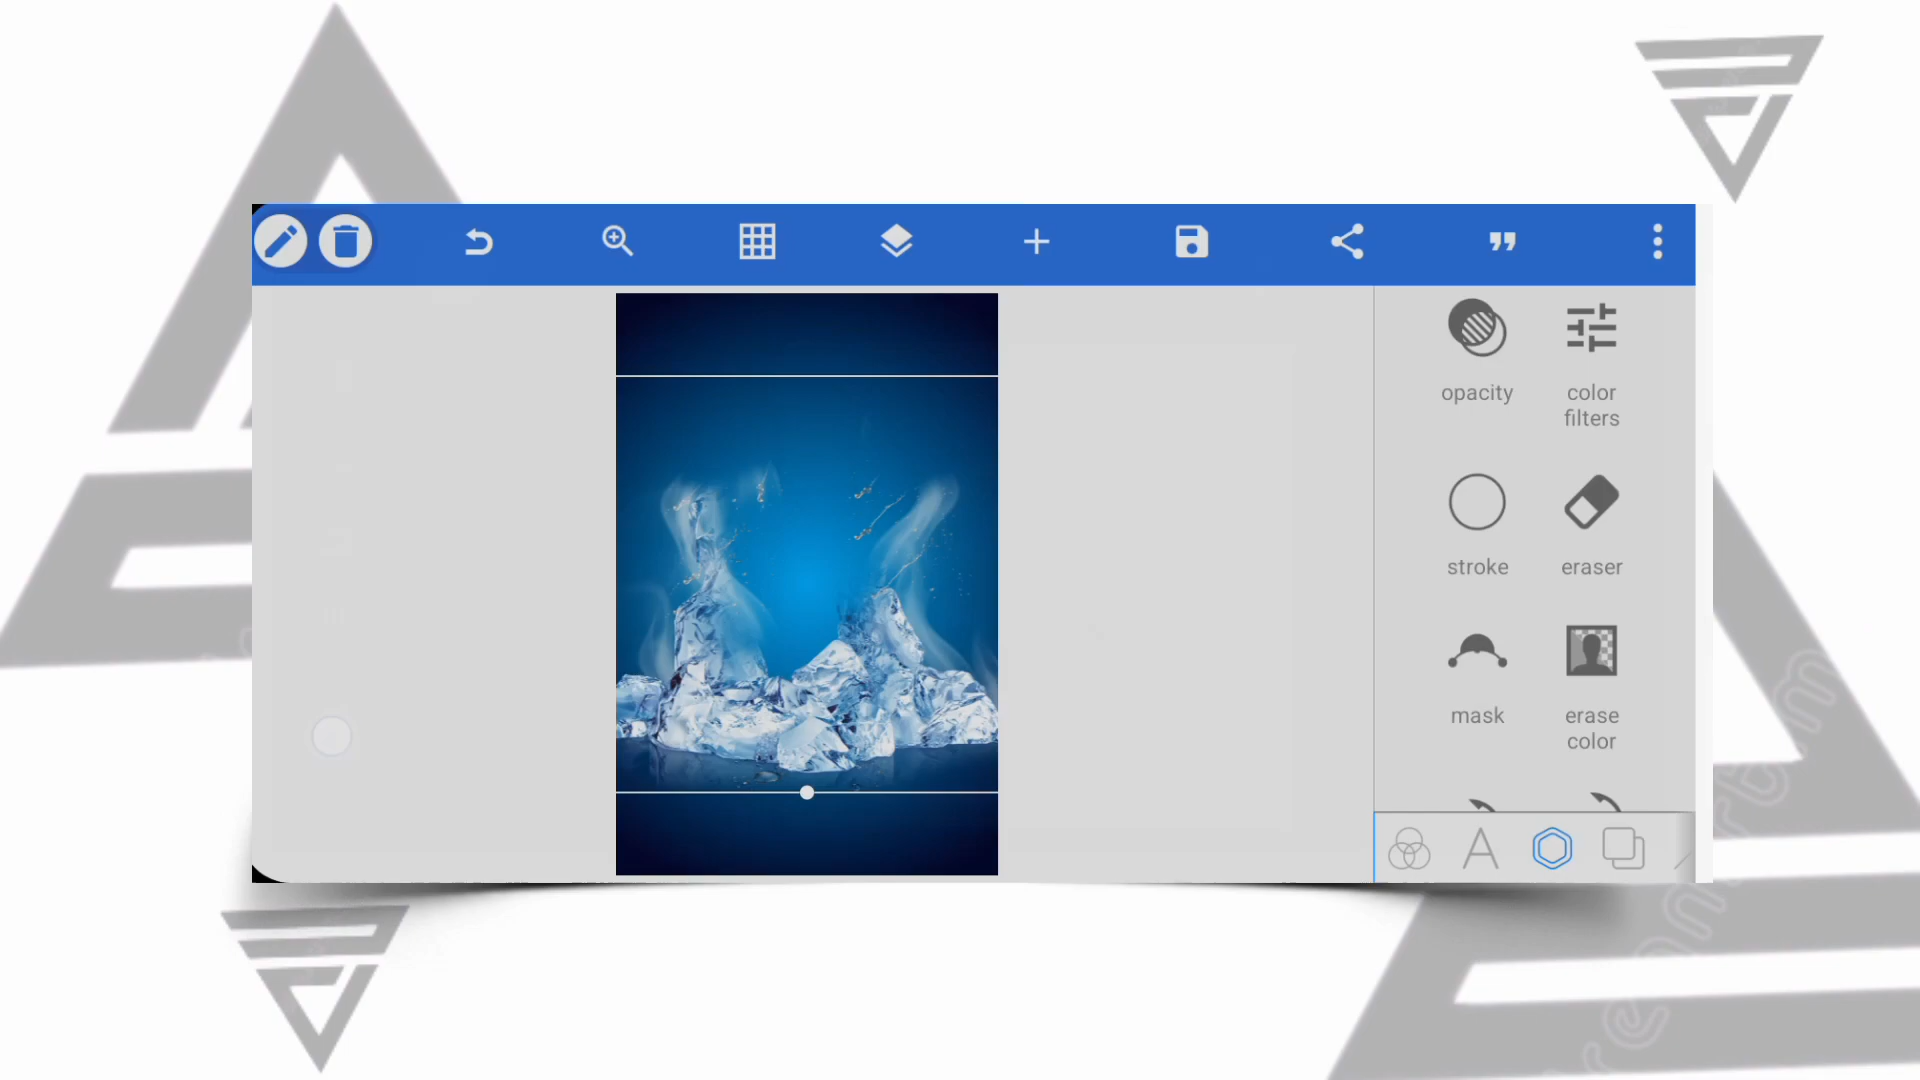 opacity
color
filters
stroke
eraser
mask
erase
color